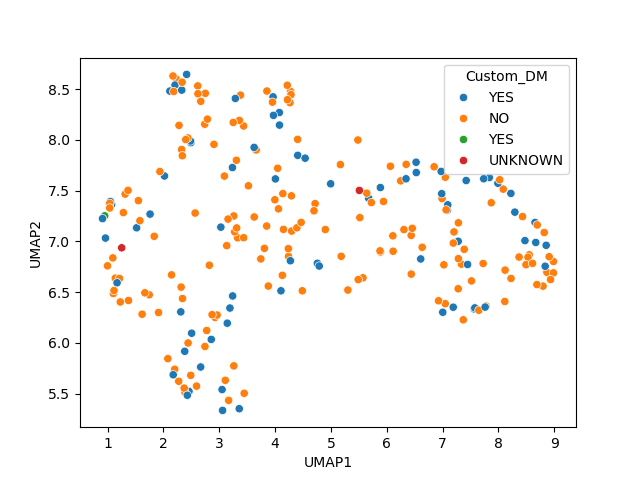 Custom_DM
YES
NO
YES
UNKNOWN
8.5
8.0
7.5
7.0
6.5
6.0
5.5
UMAP2
1 2 3 4 5 6 7 8 9
UMAP1